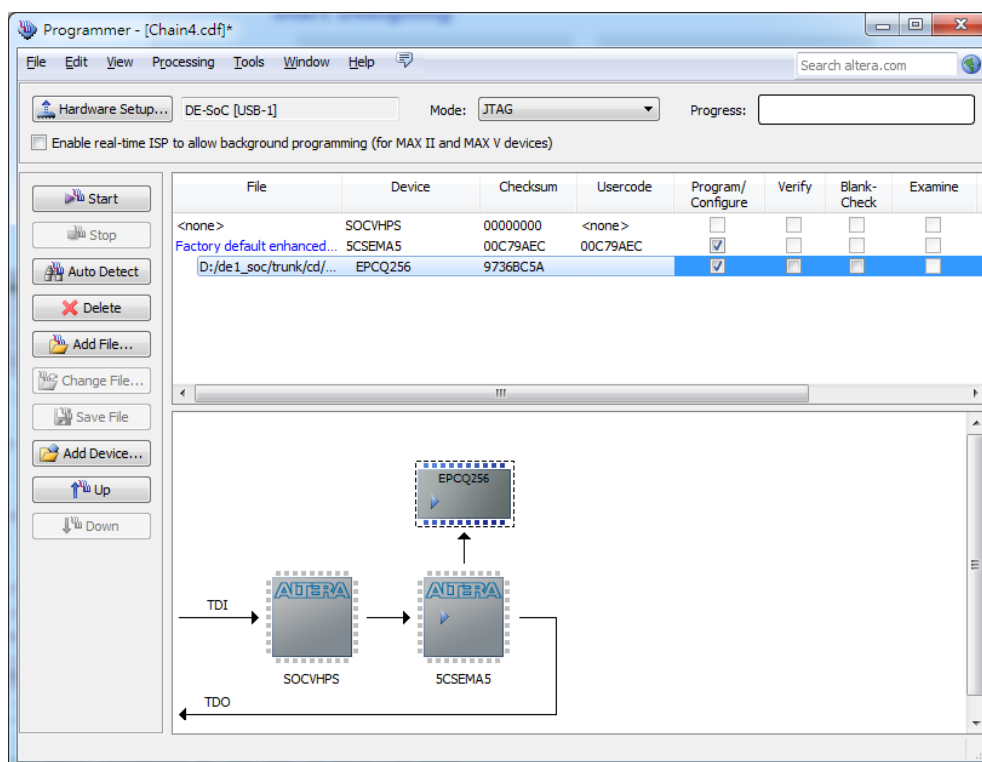 Programmer - [Chain4.cdf]*
File Edit View Processing Tools Window Help Search altera.com
Hardware Setup... DE-SoC [USB-1] Mode: JTAG Progress:
Enable real-time ISP to allow background programming (for MAX II and MAX V devices)
File Device Checksum Usercode Program/ Configure Verify Blank- Check Examine
Start
<none> SOCVHPS 00000000 <none>
Stop
Factory default enhanced... 5CSEMA5 00C79AEC 00C79AEC
Auto Detect
D:/de1_soc/trunk/cd/... EPCQ256 9736BC5A
Delete
Add File...
Change File...
Save File
Add Device...
Up
Down
EPCQ256
ALTERA ALTERA
TDI
SOCVHPS 5CSEMA5
TDO